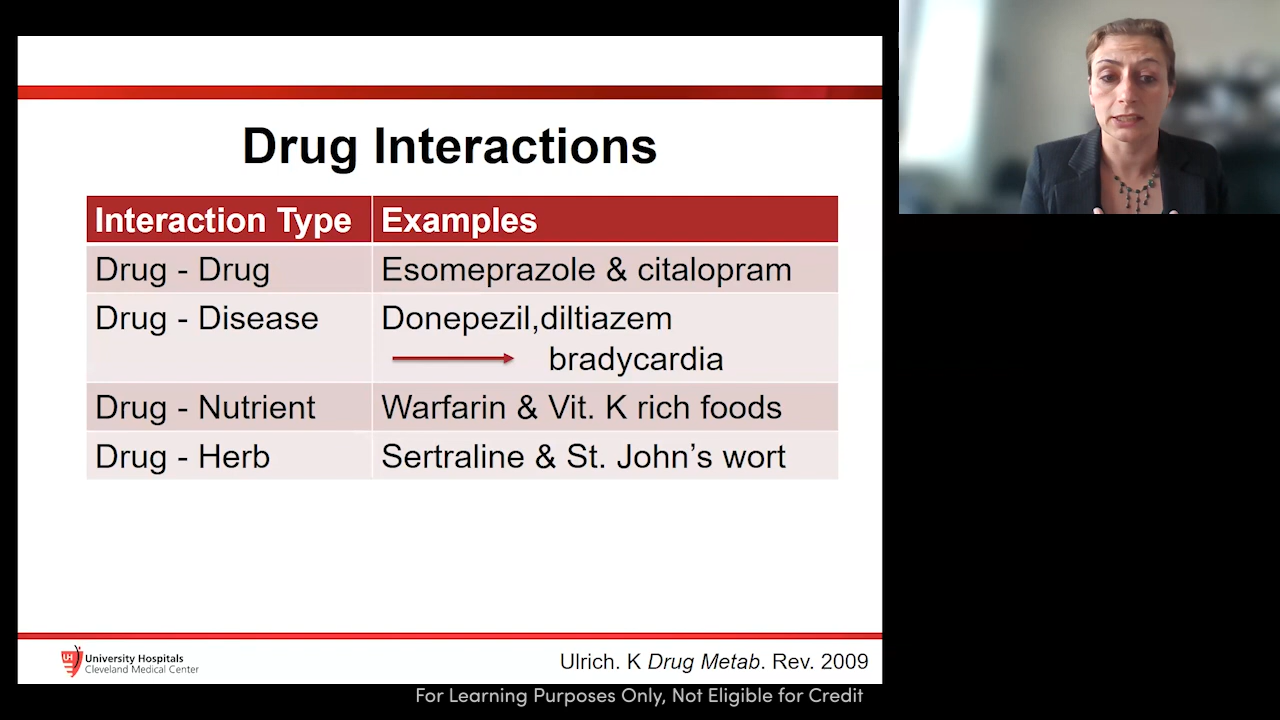 Drug Interactions
Interaction Type Examples
Drug - Drug Esomeprazole & citalopram
Drug - Disease Donepezil,diltiazem
bradycardia
Drug - Nutrient Warfarin & Vit. K rich foods
Drug - Herb Sertraline & St. John’s wort
UH University Hospitals
Cleveland Medical Center
Ulrich. K Drug Metab. Rev. 2009
For Learning Purposes Only, Not Eligible for Credit